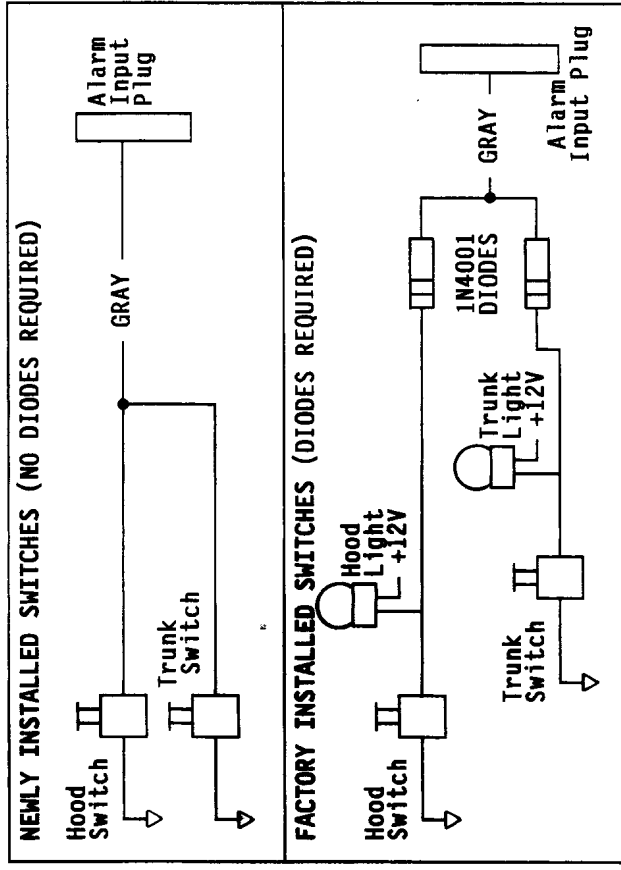 NEWLY INSTALLED SWITCHES (NO DIODES REQUIRED)
Hood
Switch
Trunk
Switch
GRAY
Alarm
Input
Plug
FACTORY INSTALLED SWITCHES (DIODES REQUIRED)
Hood
Switch
Hood
Light
+12V
Trunk
Switch
Trunk
Light
+12V
1N4001
DIODES
GRAY
Alarm
Input Plug